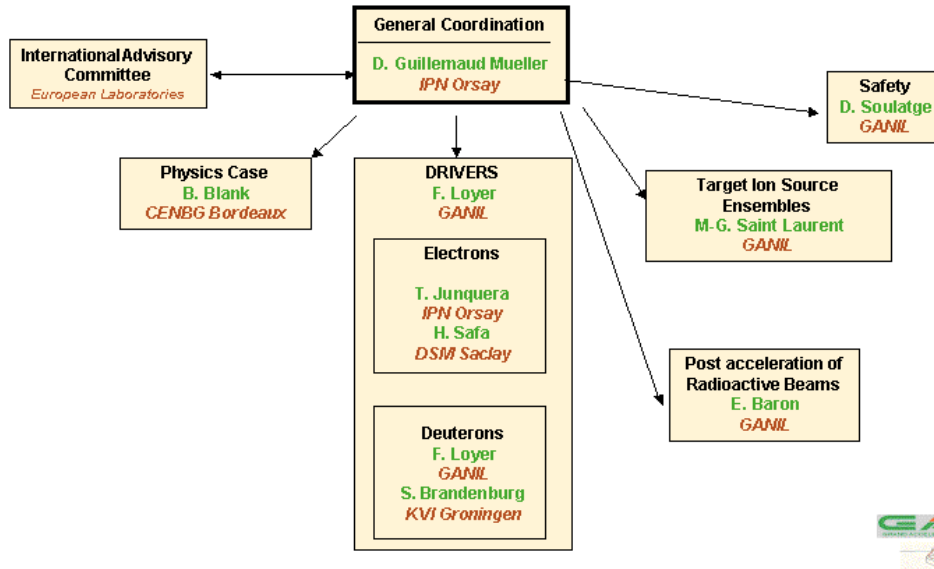 General Coordination
D. Guillemaud Mueller
IPN Orsay
International Advisory
Committee
European Laboratories
Safety
D. Soulatge
GANIL
Physics Case
B. Blank
CENBG Bordeaux
DRIVERS
F. Loyer
GANIL
Electrons
T. Junquera
IPN Orsay
H. Safa
DSM Saclay
Deuterons
F. Loyer
GANIL
S. Brandenburg
KVI Groningen
Target Ion Source
Ensembles
M-G. Saint Laurent
GANIL
Post acceleration of
Radioactive Beams
E. Baron
GANIL